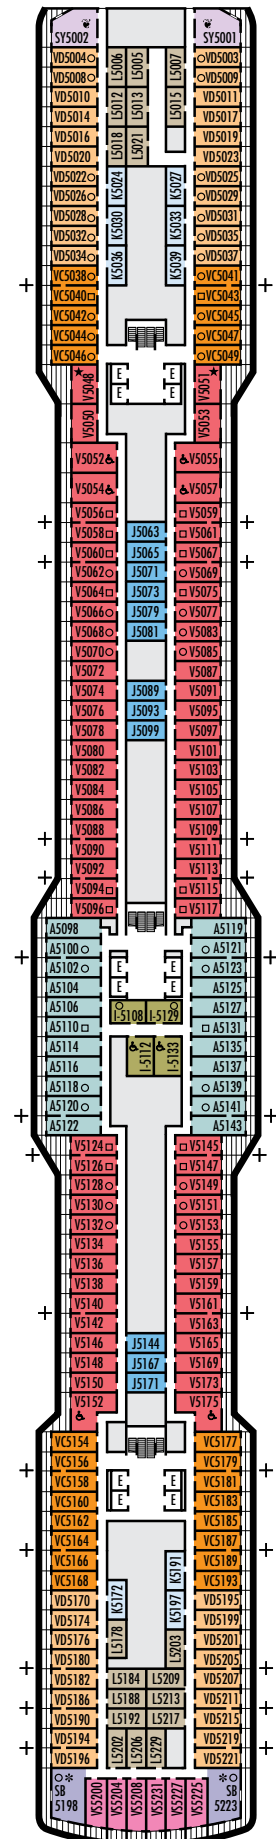 SY5002 L5006 L5005 L5007 SY5001
VD5004 VD5003
VD5008 VD5009
VD5010 L5012 L5013 L5015 VD5011
VD5014 VD5017
VD5016 L5018 L5021 VD5019
VD5020 VD5023
VD5022 K5024 K5027 VD5025
VD5026 VD5029
VD5028 K5030 K5033 VD5031
VD5032 VD5035
VD5034 K5036 K5039 VD5037
VC5038 VC5041
VC5040 VC5043
VC5042 VC5045
VC5044 VC5047
VC5046 VC5049
V5048 E E V5051
V5050 E E V5053
V5052 V5055
V5054 V5057
V5056 V5059
V5058 J5063 V5061
V5060 J5065 V5067
V5062 J5071 V5069
V5064 J5073 V5075
V5066 J5079 V5077
V5068 J5081 V5083
V5070 V5085
V5072 V5087
V5074 J5089 V5091
V5076 J5093 V5095
V5078 J5099 V5097
V5080 V5101
V5082 V5103
V5084 V5105
V5086 V5107
V5088 V5109
V5090 V5111
V5092 V5113
V5094 V5115
V5096 V5117
A5098 A5119
A5100 A5121
A5102 E E A5123
A5104 E E A5125
A5106 I-5108 I-5129 A5127
A5110 A5131
A5114 I-5112 I-5133 A5135
A5116 A5137
A5118 A5139
A5120 A5141
A5122 A5143
V5124 V5145
V5126 V5147
V5128 V5149
V5130 V5151
V5132 V5153
V5134 V5155
V5136 V5157
V5138 V5159
V5140 V5161
V5142 V5163
V5146 J5144 V5165
V5148 J5167 V5169
V5150 J5171 V5173
V5152 V5175
VC5154 VC5177
VC5156 VC5179
VC5158 E E VC5181
VC5160 E E VC5183
VC5162 VC5185
VC5164 VC5187
VC5166 K5191 VC5189
VC5168 VC5193
VD5170 K5172 K5197 VD5195
VD5174 VD5199
VD5176 L5178 L5203 VD5201
VD5180 VD5205
VD5182 L5184 L5209 VD5207
VD5186 L5188 L5213 VD5211
VD5190 L5192 L5217 VD5215
VD5194 L5202 L5206 L5229 VD5219
VD5196 VD5221
SB 5198 VS5200 VS5204 VS5208 VS5231 VS5227 VS5225 SB 5223